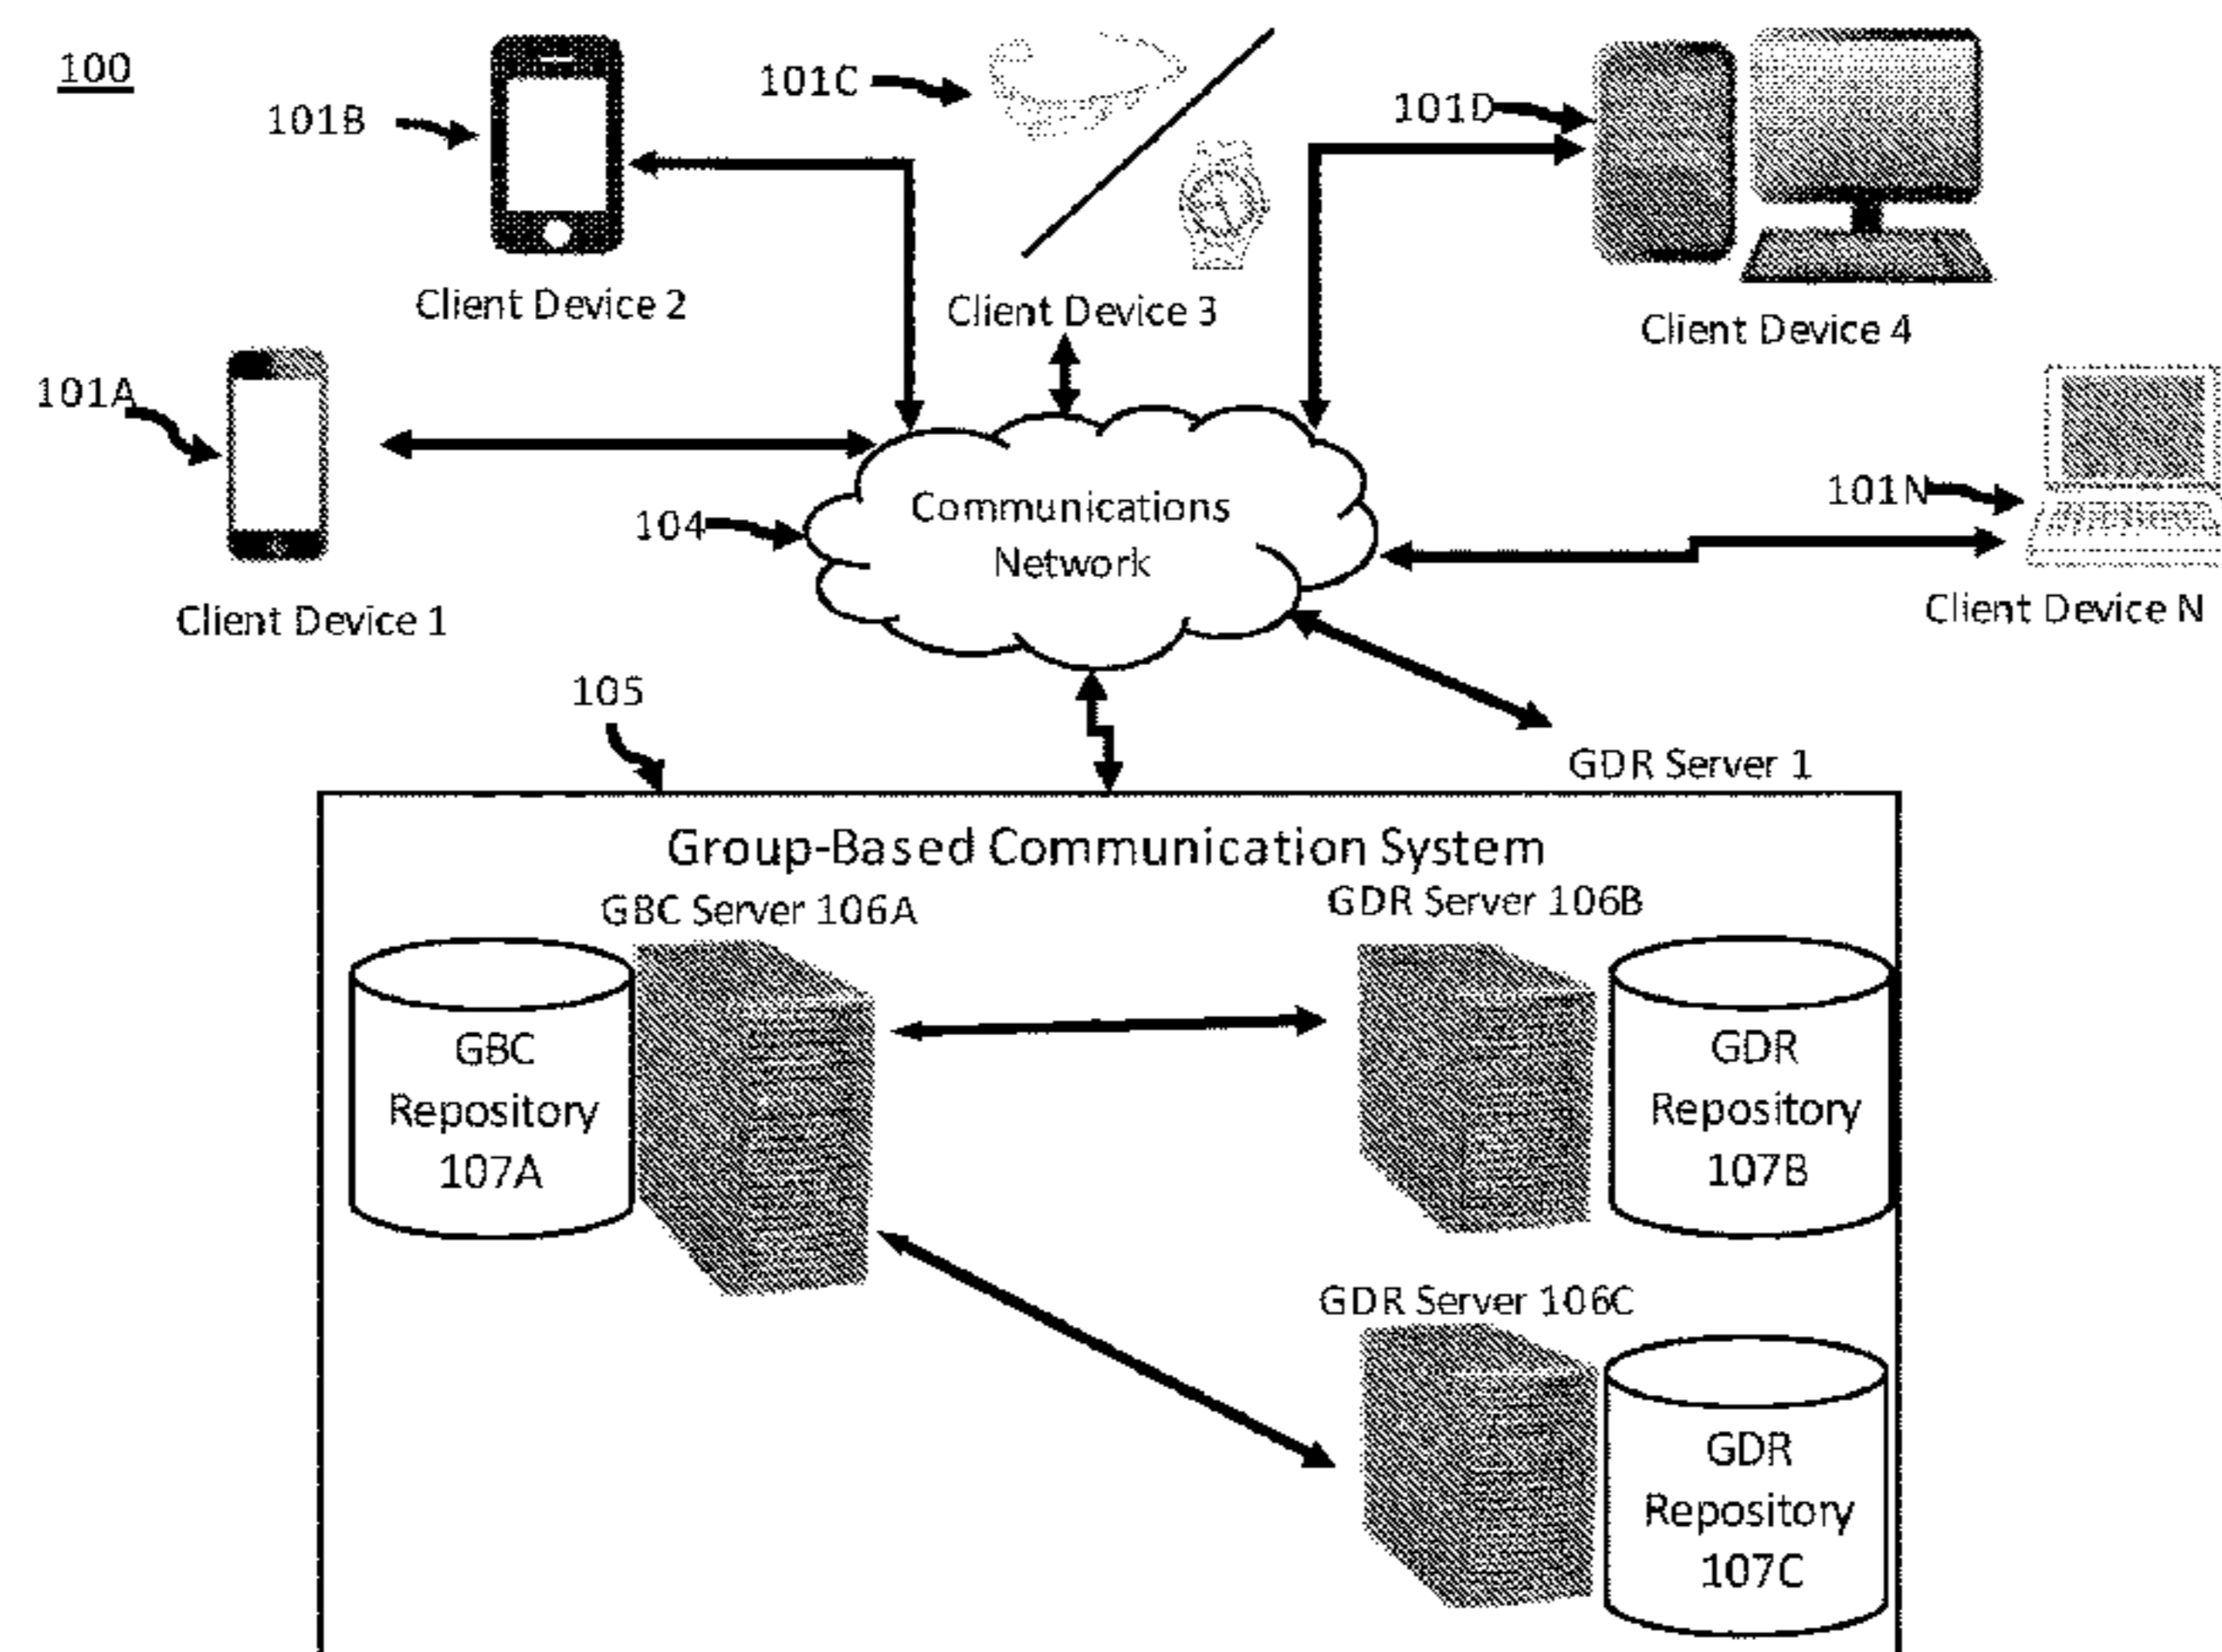 100
101B
101C
101D
Client Device 2
Client Device 3
Client Device 4
101A
101N
104
Communications
Network
Client Device 1
Client Device N
105
GDR Server 1
Group-Based Communication System
GBC Server 106A
GDR Server 106B
GBC
Repository
107A
GDR
Repository
107B
GDR Server 106C
GDR
Repository
107C